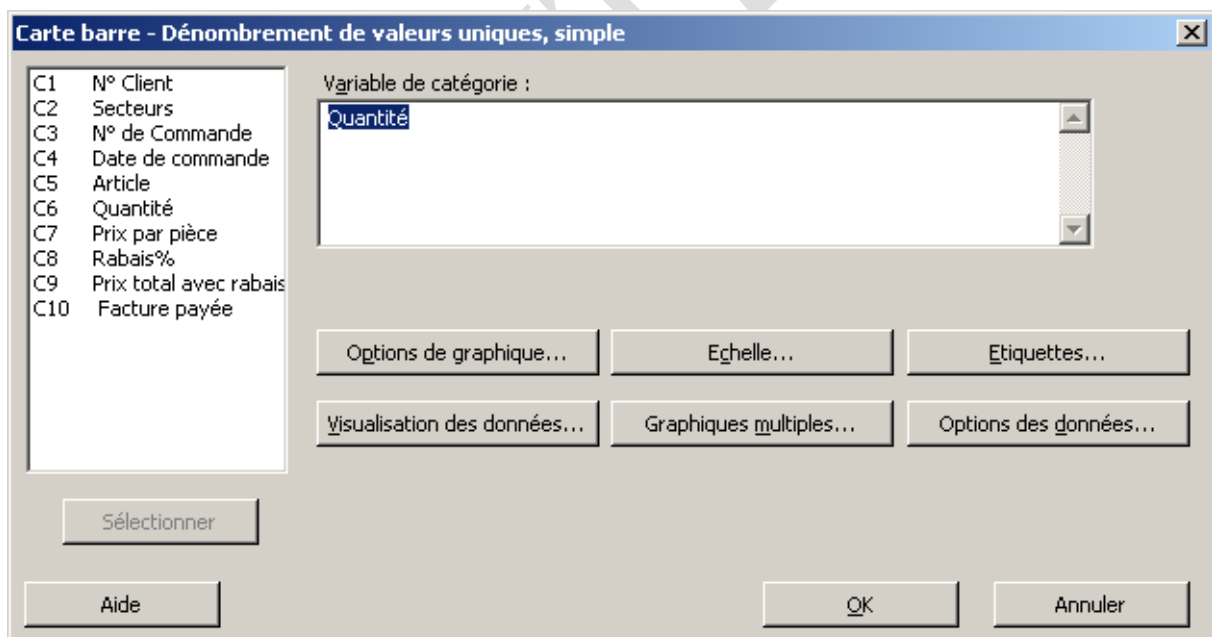 Carte barre - Dénombrement de valeurs uniques, simple
C1 N° Client
C2 Secteurs
C3 N° de Commande
C4 Date de commande
C5 Article
C6 Quantité
C7 Prix par pièce
C8 Rabais%
C9 Prix total avec rabais
C10 Facture payée
Variable de catégorie :
Quantité
Options de graphique...
Echelle...
Etiquettes...
Visualisation des données...
Graphiques multiples...
Options des données...
Sélectionner
Aide
OK
Annuler